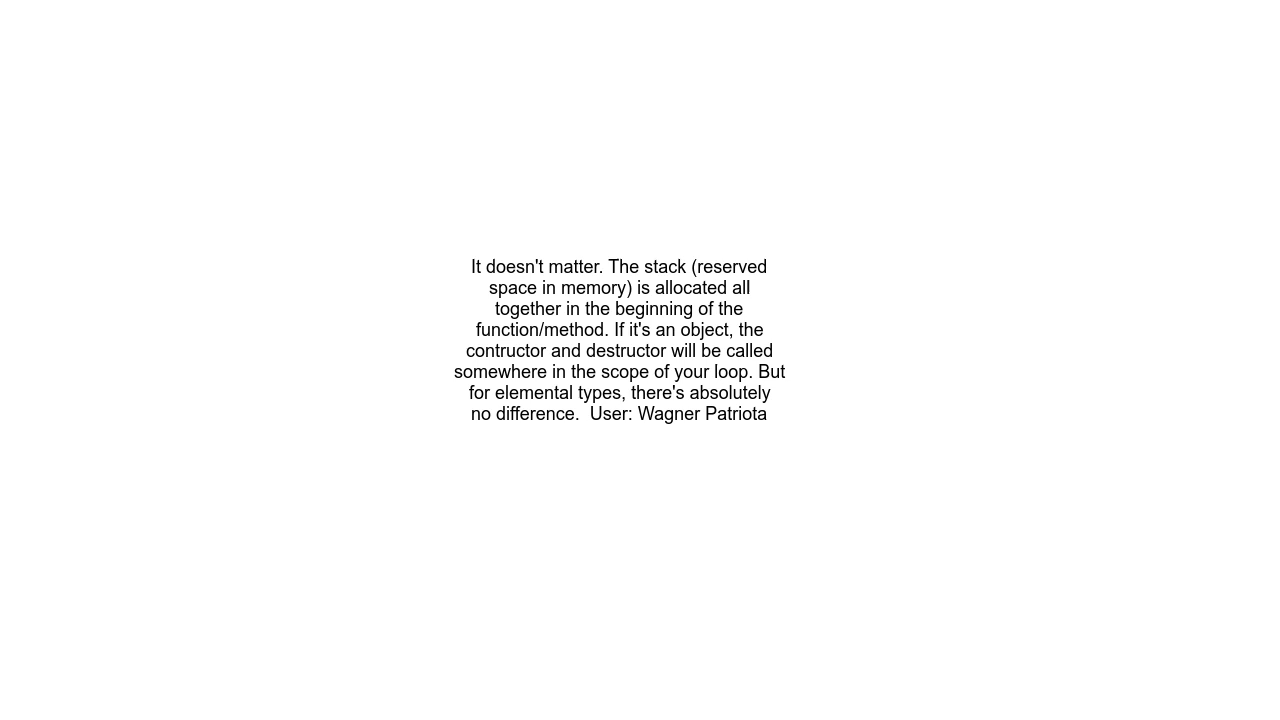 It doesn't matter. The stack (reserved
space in memory) is allocated all
together in the beginning of the
function/method. If it's an object, the
contructor and destructor will be called
somewhere in the scope of your loop. But
for elemental types, there's absolutely
no difference.  User: Wagner Patriota